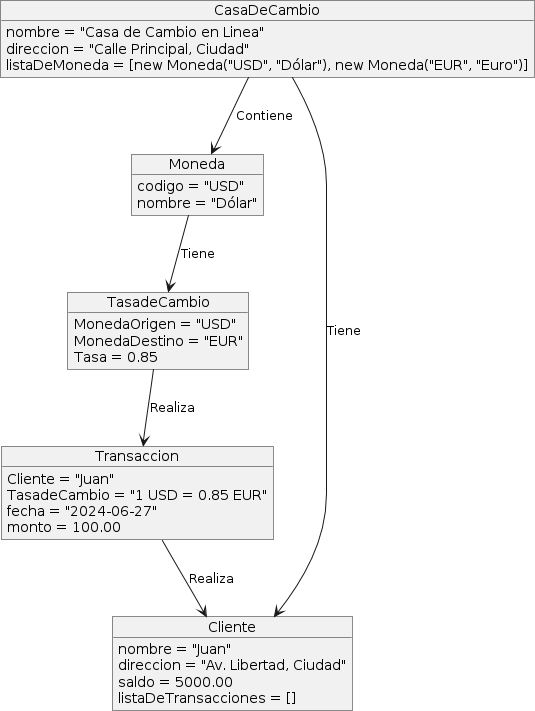 CasaDeCambio
nombre = "Casa de Cambio en Linea"
direccion = "Calle Principal, Ciudad"
listaDeMoneda = [new Moneda("USD", "Dólar"), new Moneda("EUR", "Euro")]
Contiene
Moneda
codigo = "USD"
nombre = "Dólar"
Tiene
TasadeCambio
MonedaOrigen = "USD"
MonedaDestino = "EUR"
Tasa = 0.85
Tiene
Realiza
Transaccion
Cliente = "Juan"
TasadeCambio = "1 USD = 0.85 EUR"
fecha = "2024-06-27"
monto = 100.00
Realiza
Cliente
nombre = "Juan"
direccion = "Av. Libertad, Ciudad"
saldo = 5000.00
listaDeTransacciones = []